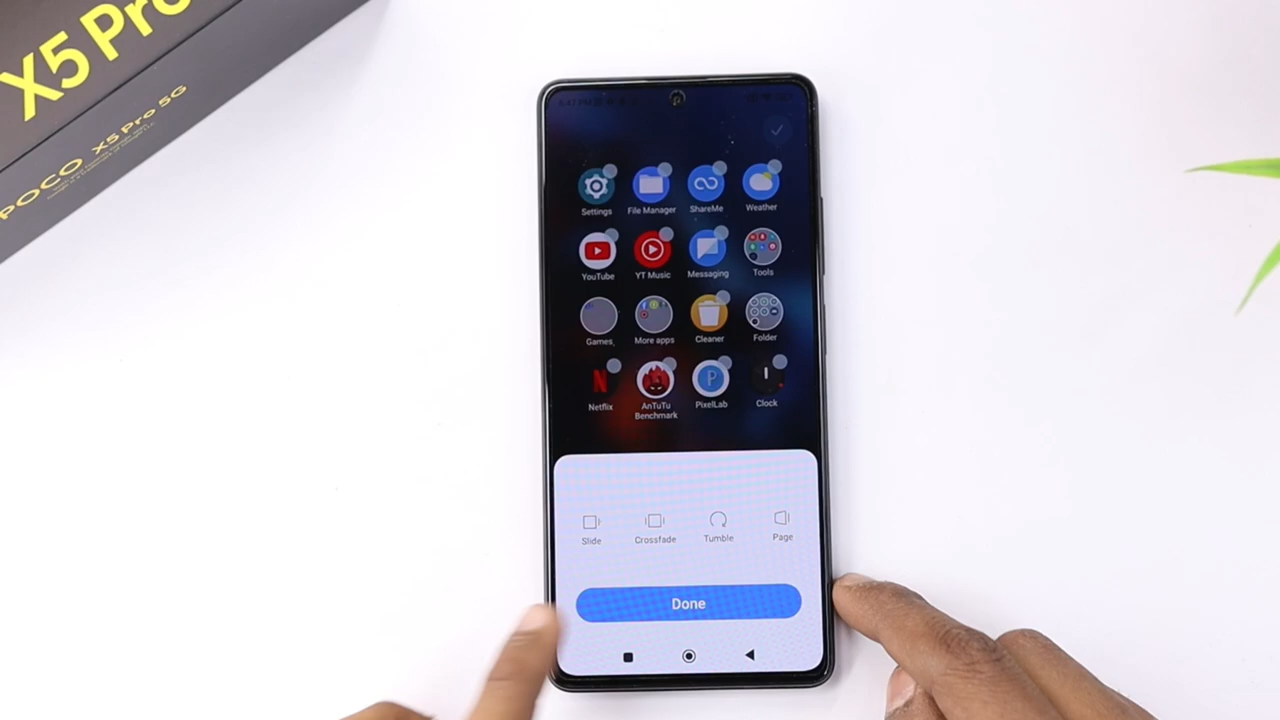 X5 Pro
POCO X5 Pro 5G
Settings
File Manager
ShareMe
Weather
YouTube
YT Music
Messaging
Tools
Games
More apps
Cleaner
Folder
Netflix
AnTuTu
Benchmark
PixelLab
Clock
Slide
Crossfade
Tumble
Page
Done